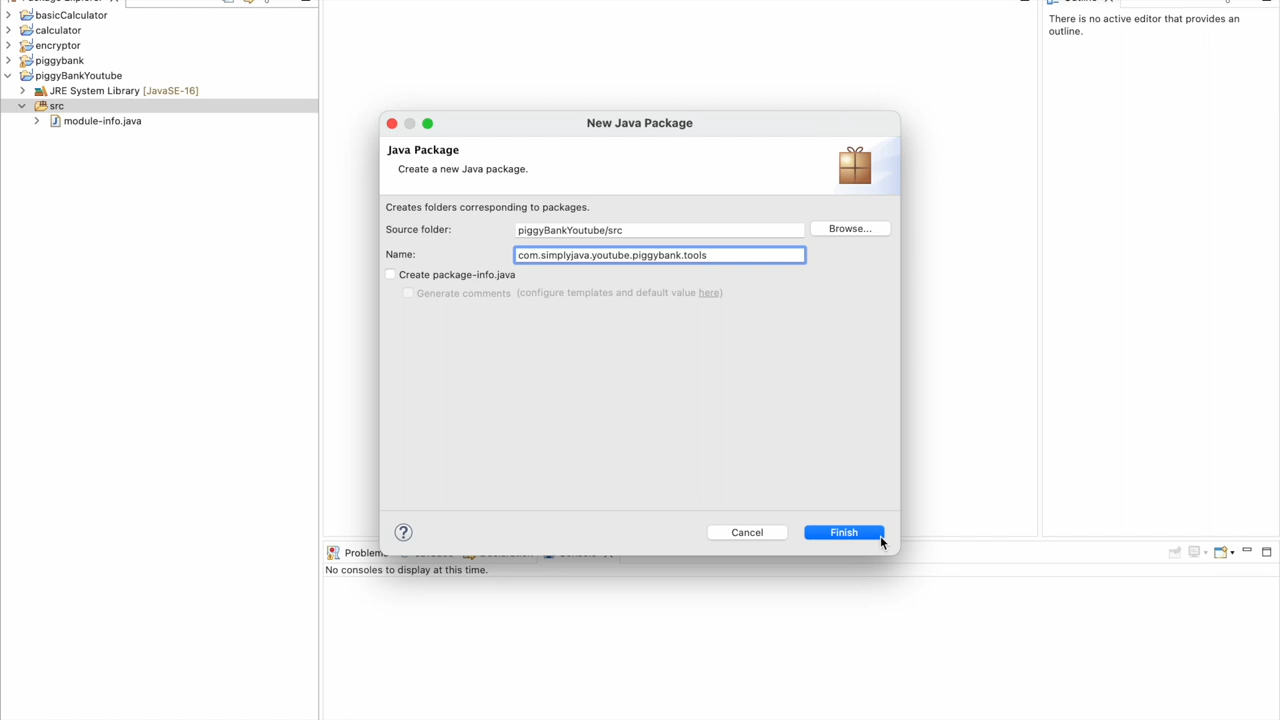 basicCalculator
calculator
encryptor
piggybank
piggyBankYoutube
JRE System Library [JavaSE-16]
src
module-info.java
There is no active editor that provides an
outline.
New Java Package
Java Package
Create a new Java package.
Creates folders corresponding to packages.
Source folder:
piggyBankYoutube/src
Browse...
Name:
com.simplyjava.youtube.piggybank.tools
Create package-info.java
Generate comments (configure templates and default value here)
?
Cancel
Finish
Problems
No consoles to display at this time.